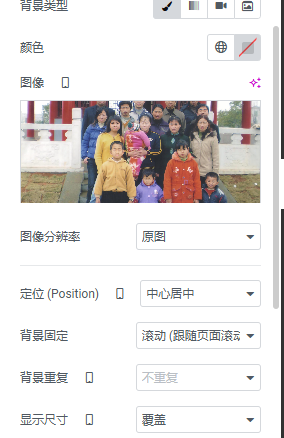 背景类型
颜色
图像
图像分辨率
原图
定位 (Position)
中心居中
背景固定
滚动 (跟随页面滚动
背景重复
不重复
显示尺寸
覆盖